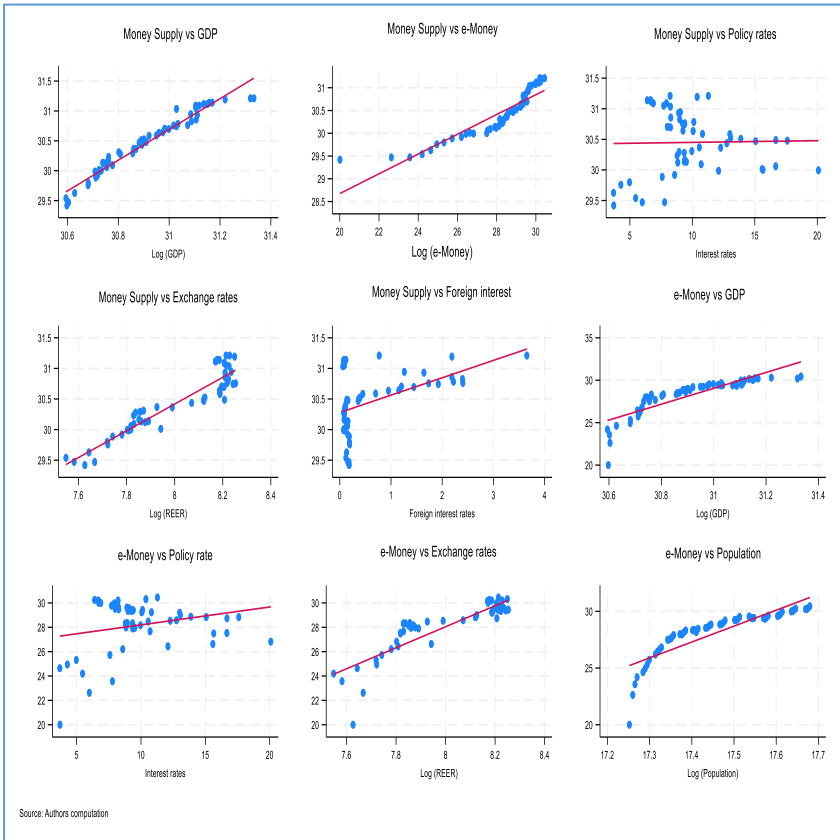 Money Supply vs GDP
31.5
31
30.5
30
29.5
30.6 30.8 31 31.2 31.4
Log (GDP)
Money Supply vs e-Money
31
30.5
30
29.5
29
28.5
20 22 24 26 28 30
Log (e-Money)
Money Supply vs Policy rates
31.5
31
30.5
30
29.5
5 10 15 20
Interest rates
Money Supply vs Exchange rates
31.5
31
30.5
30
29.5
7.6 7.8 8 8.2 8.4
Log (REER)
Money Supply vs Foreign interest
31.5
31
30.5
30
29.5
0 1 2 3 4
Foreign interest rates
e-Money vs GDP
35
30
25
20
30.6 30.8 31 31.2 31.4
Log (GDP)
e-Money vs Policy rate
30
28
26
24
22
20
5 10 15 20
Interest rates
e-Money vs Exchange rates
30
28
26
24
22
20
7.6 7.8 8 8.2 8.4
Log (REER)
e-Money vs Population
30
25
20
17.2 17.3 17.4 17.5 17.6 17.7
Log (Population)
Source: Authors computation